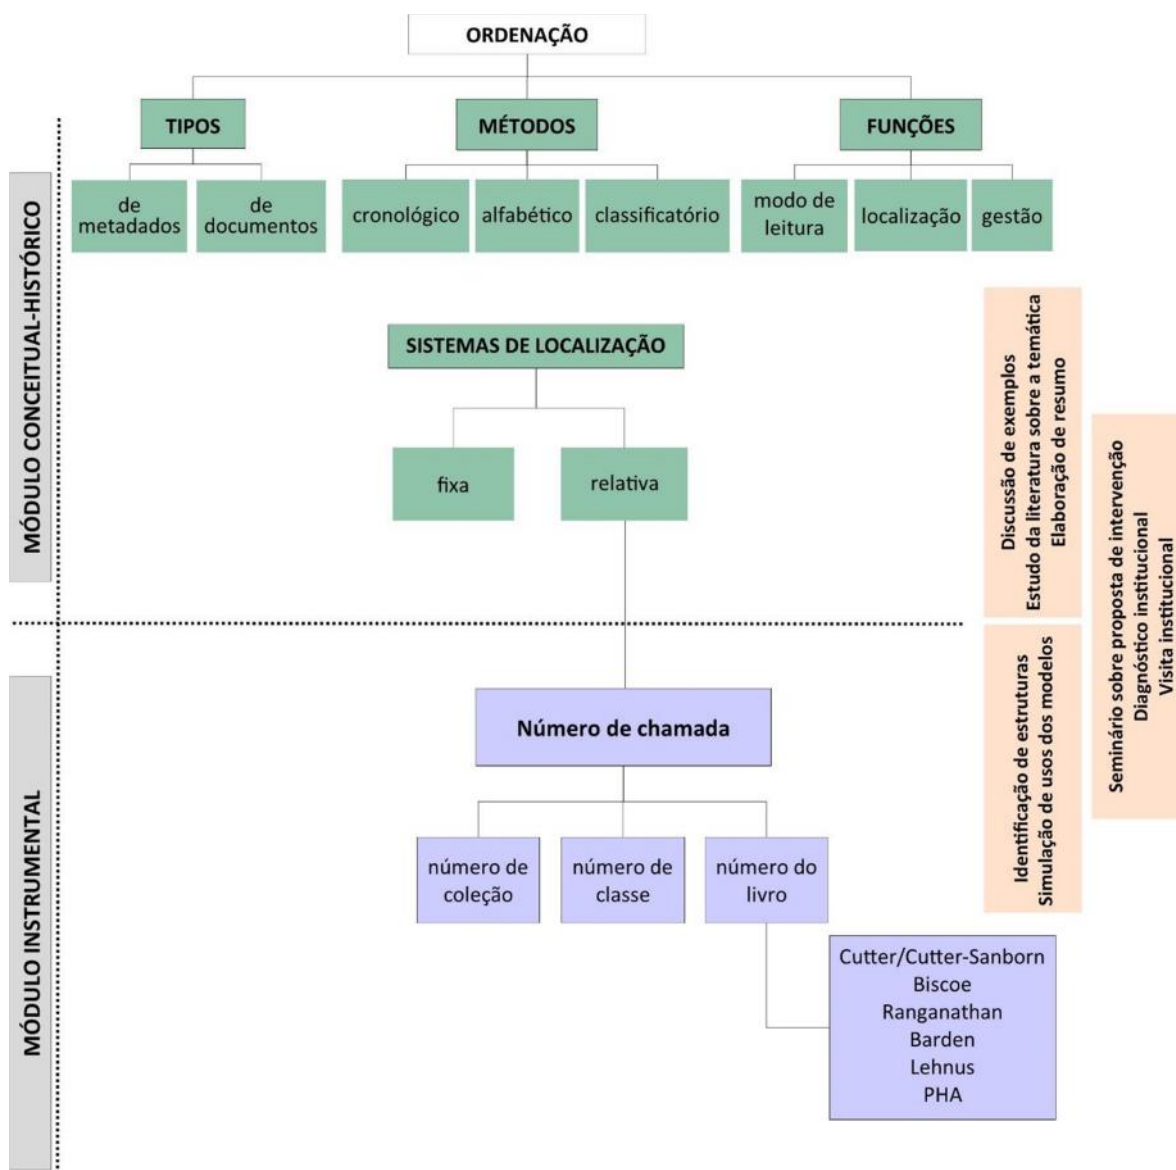 ORDENAÇÃO
TIPOS
MÉTODOS
FUNÇÕES
de
metadados
de
documentos
cronológico
alfabético
classificatório
modo de
leitura
localização
gestão
MÓDULO CONCEITUAL-HISTÓRICO
SISTEMAS DE LOCALIZAÇÃO
fixa
relativa
Discussão de exemplos
Estudo da literatura sobre a temática
Elaboração de resumo
Seminário sobre proposta de intervenção
Diagnóstico institucional
Visita institucional
MÓDULO INSTRUMENTAL
Número de chamada
número de
coleção
número de
classe
número do
livro
Identificação de estruturas
Simulação de usos dos modelos
Cutter/Cutter-Sanborn
Biscoe
Ranganathan
Barden
Lehnus
PHA